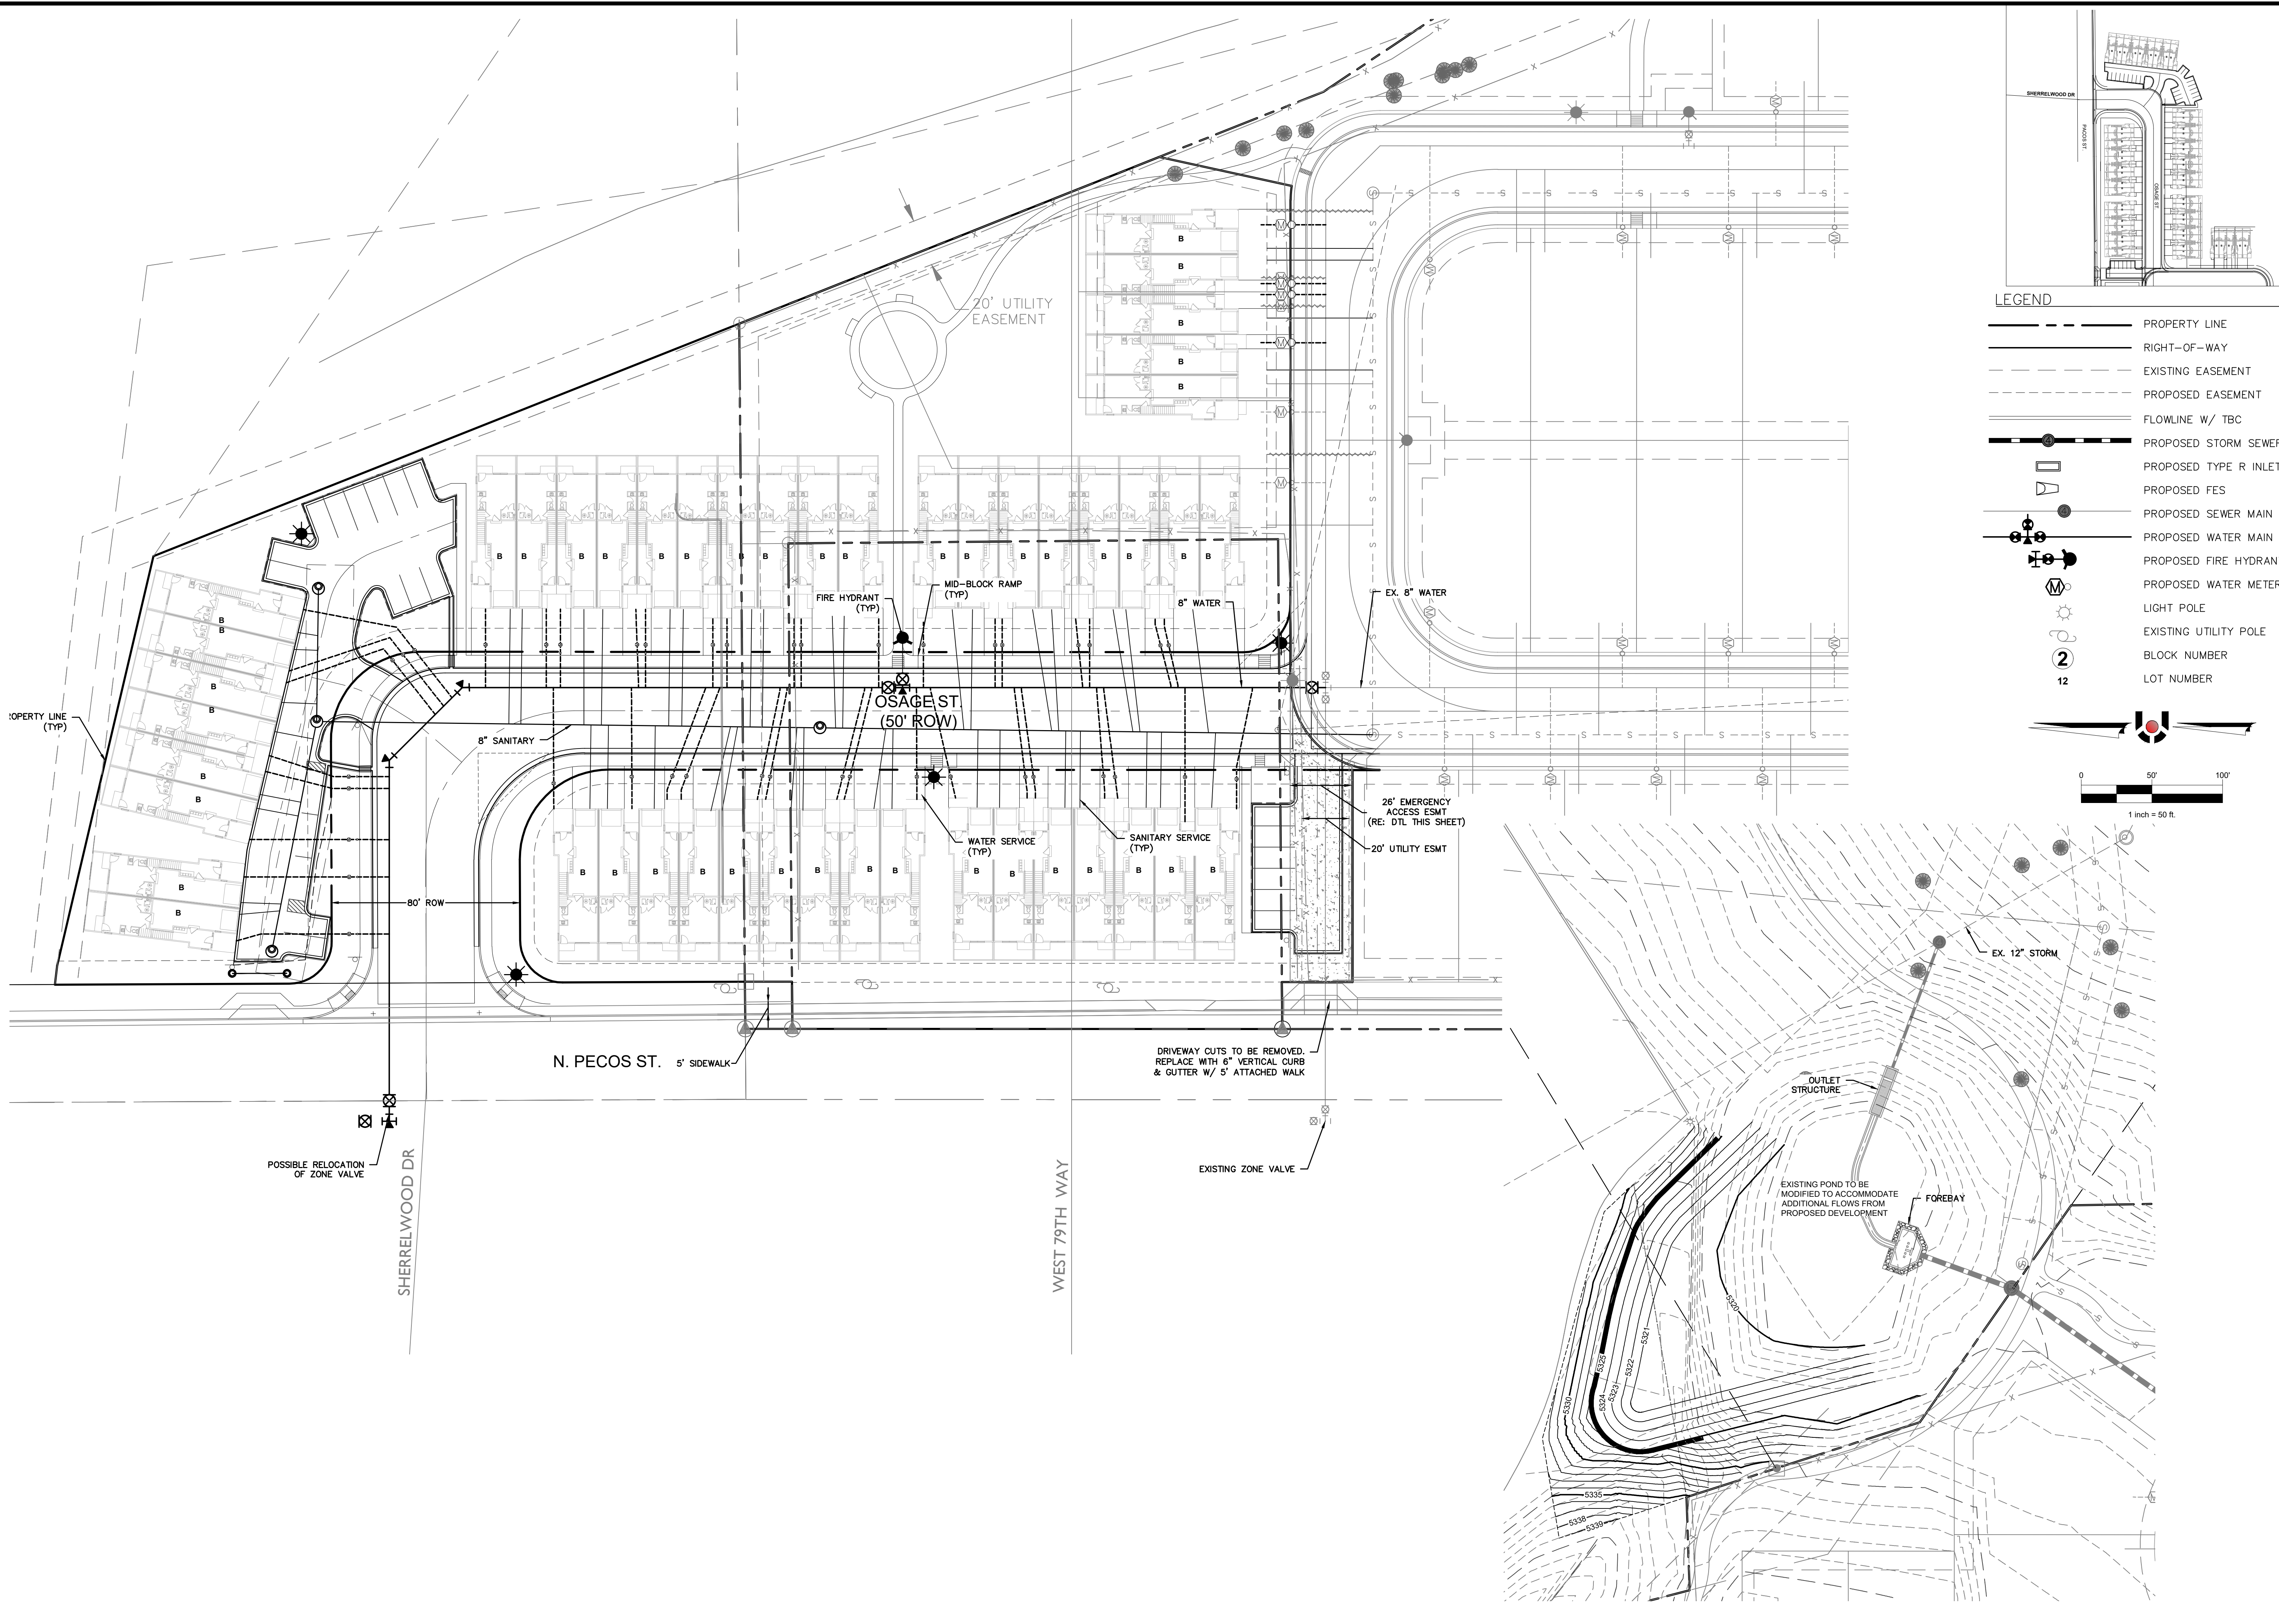 SHERRELWOOD DR
PACOS ST.
OSAGE ST.
LEGEND
PROPERTY LINE
RIGHT-OF-WAY
EXISTING EASEMENT
PROPOSED EASEMENT
FLOWLINE W/ TBC
PROPOSED STORM SEWER
PROPOSED TYPE R INLET
PROPOSED FES
PROPOSED SEWER MAIN
PROPOSED WATER MAIN
PROPOSED FIRE HYDRAN
PROPOSED WATER METER
LIGHT POLE
EXISTING UTILITY POLE
2 BLOCK NUMBER
12 LOT NUMBER
0 50' 100'
1 inch = 50 ft.
20' UTILITY
EASEMENT
MID-BLOCK RAMP
(TYP)
FIRE HYDRANT
(TYP)
8" WATER
EX. 8" WATER
OSAGE ST.
(50' ROW)
8" SANITARY
ROPERTY LINE
(TYP)
26' EMERGENCY
ACCESS ESMT
(RE: DTL THIS SHEET)
20' UTILITY ESMT
WATER SERVICE
(TYP)
SANITARY SERVICE
(TYP)
80' ROW
N. PECOS ST.
5' SIDEWALK
DRIVEWAY CUTS TO BE REMOVED.
REPLACE WITH 6" VERTICAL CURB
& GUTTER W/ 5' ATTACHED WALK
POSSIBLE RELOCATION
OF ZONE VALVE
EXISTING ZONE VALVE
SHERRELWOOD DR
WEST 79TH WAY
EX. 12" STORM
OUTLET
STRUCTURE
EXISTING POND TO BE
MODIFIED TO ACCOMMODATE
ADDITIONAL FLOWS FROM
PROPOSED DEVELOPMENT
FOREBAY
5320
5321
5322
5323
5324
5325
5330
5335
5338
5339